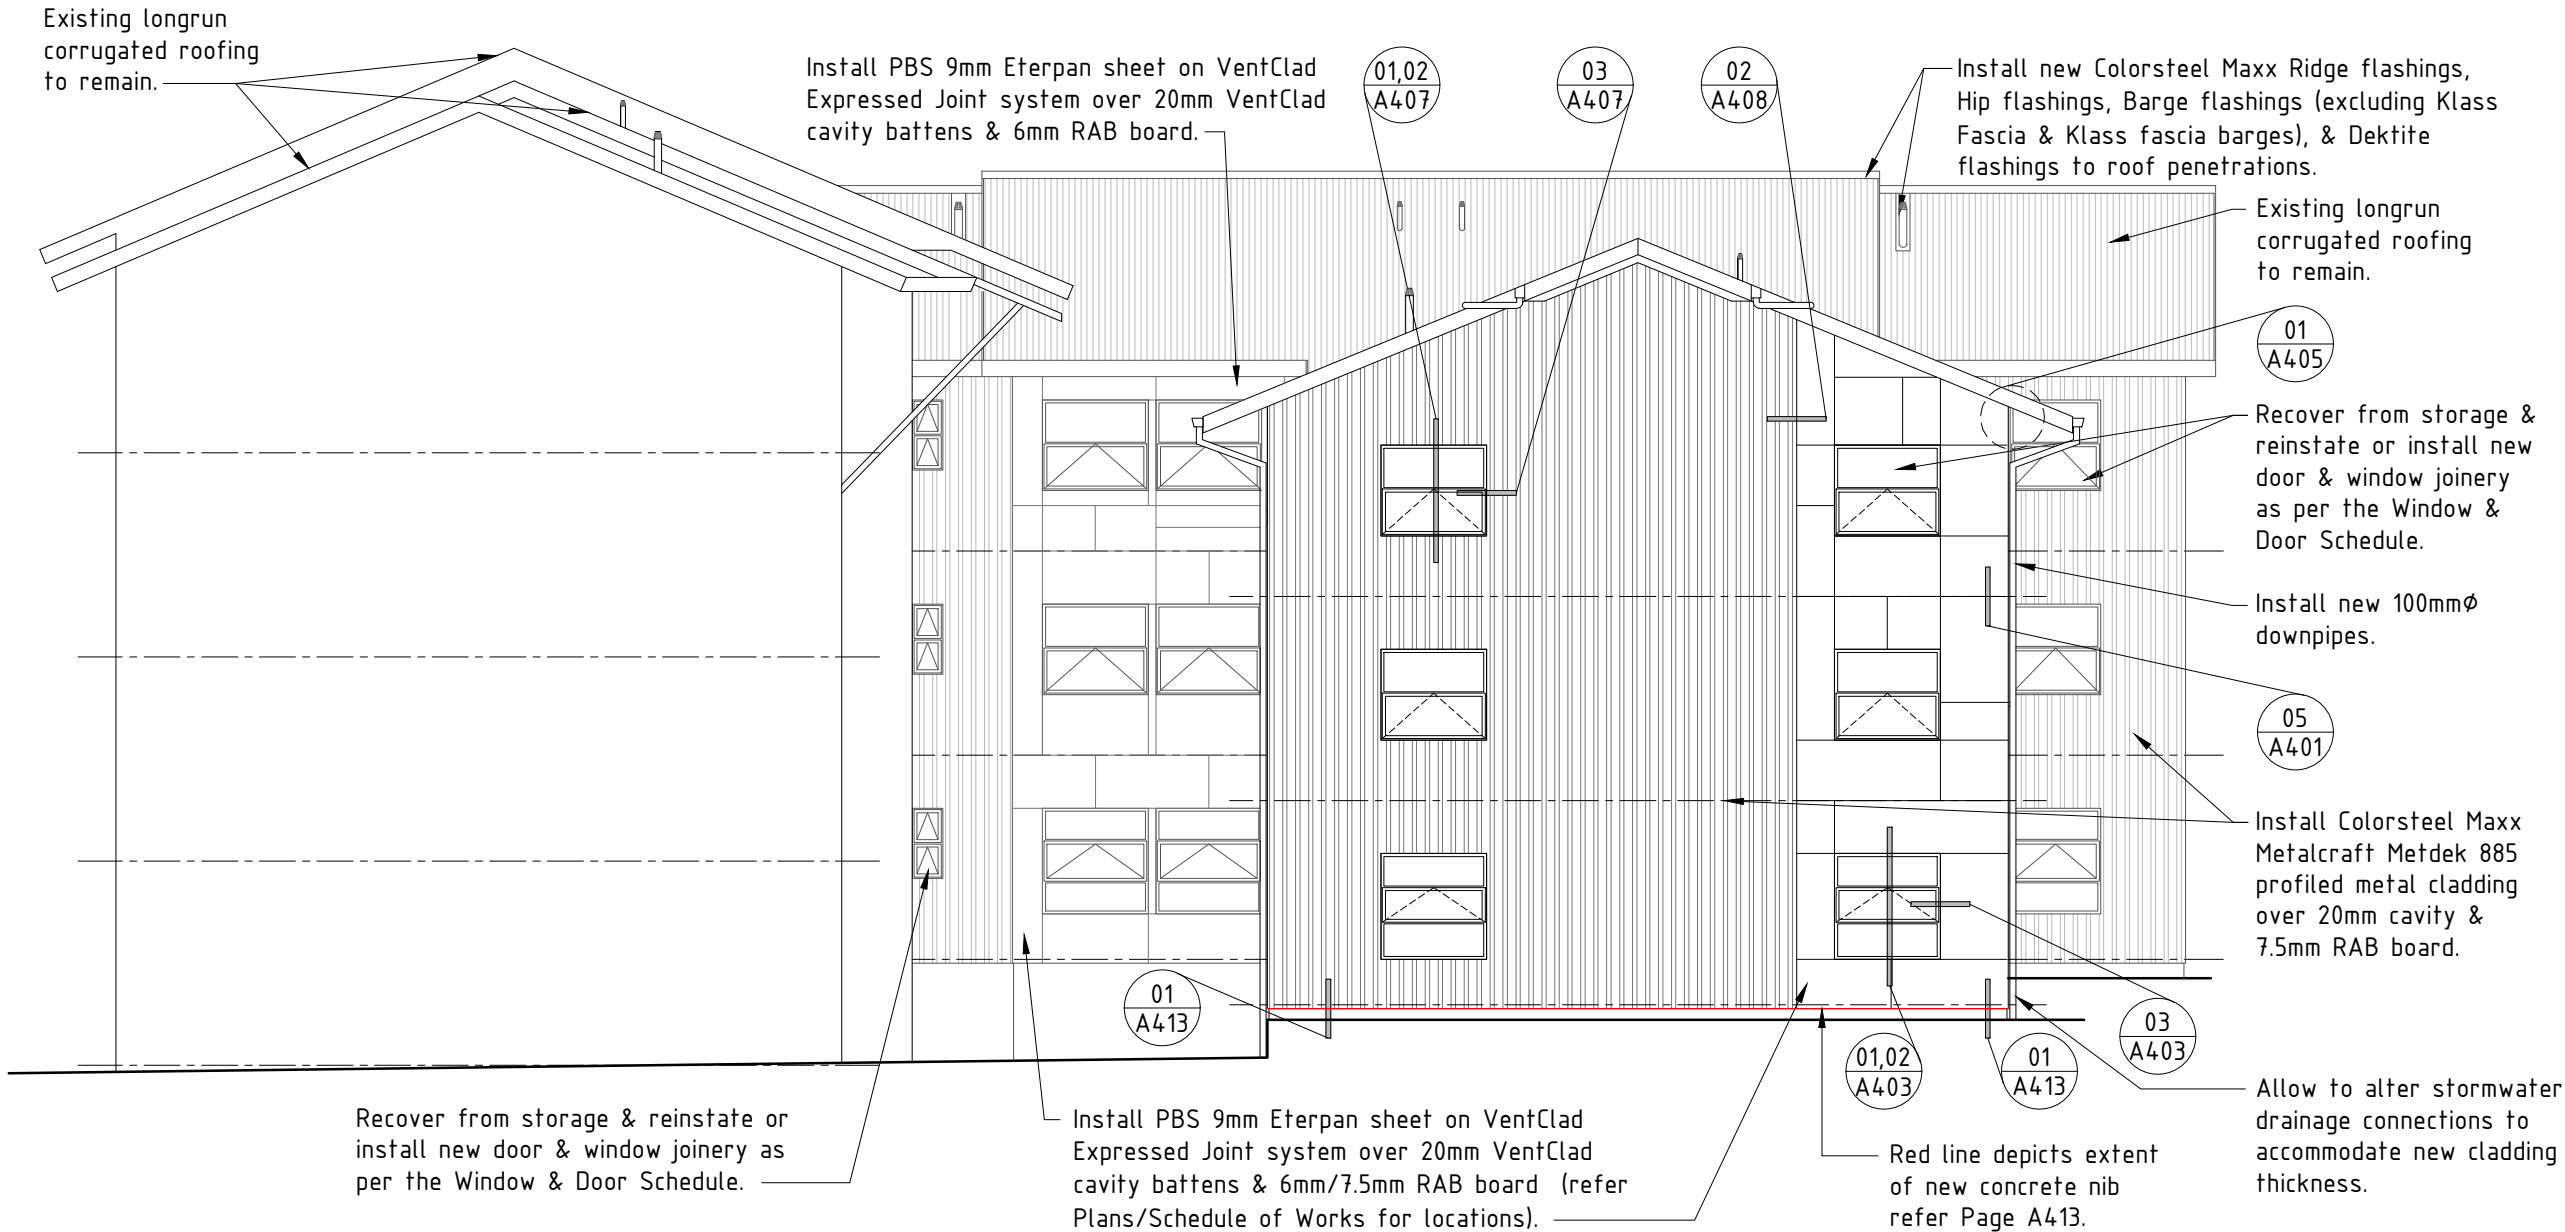 Existing longrun
corrugated roofing
to remain.
Install PBS 9mm Eterpan sheet on VentClad
Expressed Joint system over 20mm VentClad
cavity battens & 6mm RAB board.
01,02
A407
03
A407
02
A408
Install new Colorsteel Maxx Ridge flashings,
Hip flashings, Barge flashings (excluding Klass
Fascia & Klass fascia barges), & Dektite
flashings to roof penetrations.
Existing longrun
corrugated roofing
to remain.
01
A405
Recover from storage &
reinstate or install new
door & window joinery
as per the Window &
Door Schedule.
Install new 100mmØ
downpipes.
05
A401
Install Colorsteel Maxx
Metalcraft Metdek 885
profiled metal cladding
over 20mm cavity &
7.5mm RAB board.
01
A413
01,02
A403
01
A413
03
A403
Recover from storage & reinstate or
install new door & window joinery as
per the Window & Door Schedule.
Install PBS 9mm Eterpan sheet on VentClad
Expressed Joint system over 20mm VentClad
cavity battens & 6mm/7.5mm RAB board (refer
Plans/Schedule of Works for locations).
Red line depicts extent
of new concrete nib
refer Page A413.
Allow to alter stormwater
drainage connections to
accommodate new cladding
thickness.